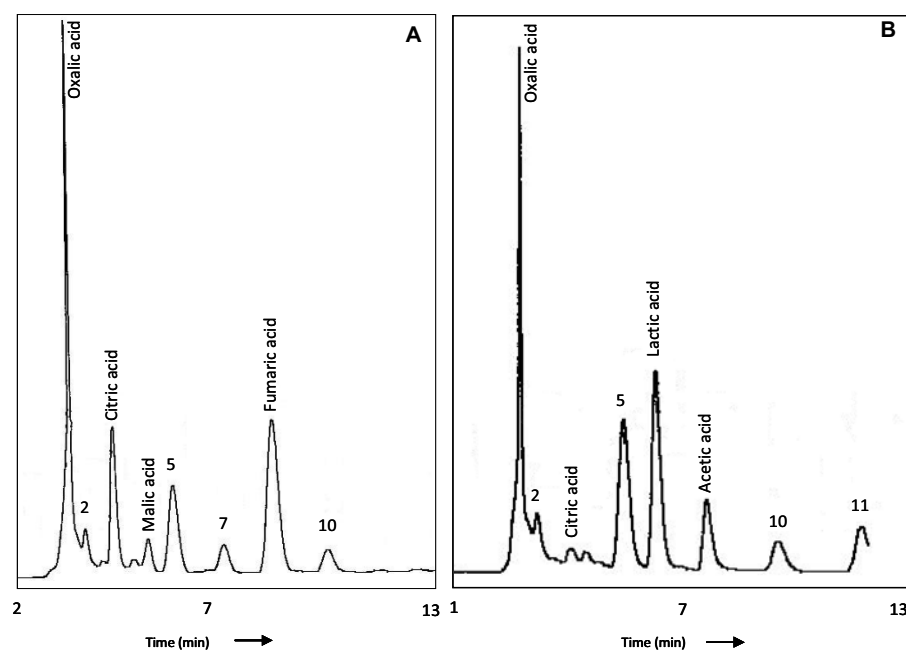 A
Oxalic acid
2
Citric acid
Malic acid
5
7
Fumaric acid
10
2
7
13
Time (min)
B
Oxalic acid
2
Citric acid
5
Lactic acid
Acetic acid
10
11
1
7
13
Time (min)